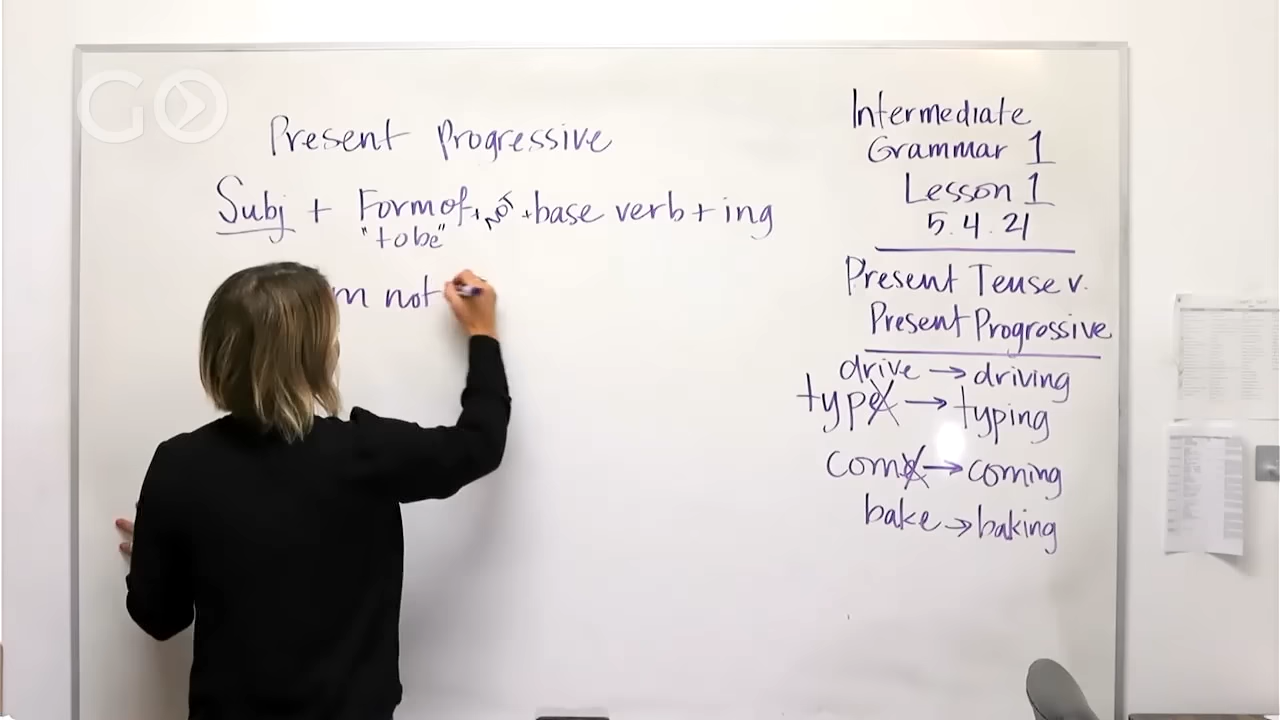 GO
Present Progressive
Subj + Form of + NOT + base verb + ing
"to be"
m not
Intermediate
Grammar 1
Lesson 1
5.4.21
Present Tense v.
Present Progressive
drive → driving
type → typing
come → coming
bake → baking